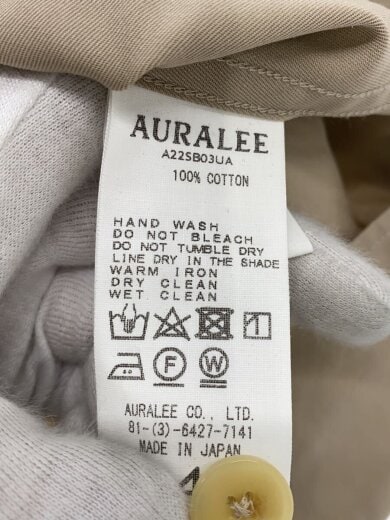 AURALEE
A22SB03UA
100% COTTON
HAND WASH
DO NOT BLEACH
DO NOT TUMBLE DRY
LINE DRY IN THE SHADE
WARM IRON
DRY CLEAN
WET CLEAN
F W
AURALEE CO., LTD.
81-(3)-6427-7141
MADE IN JAPAN